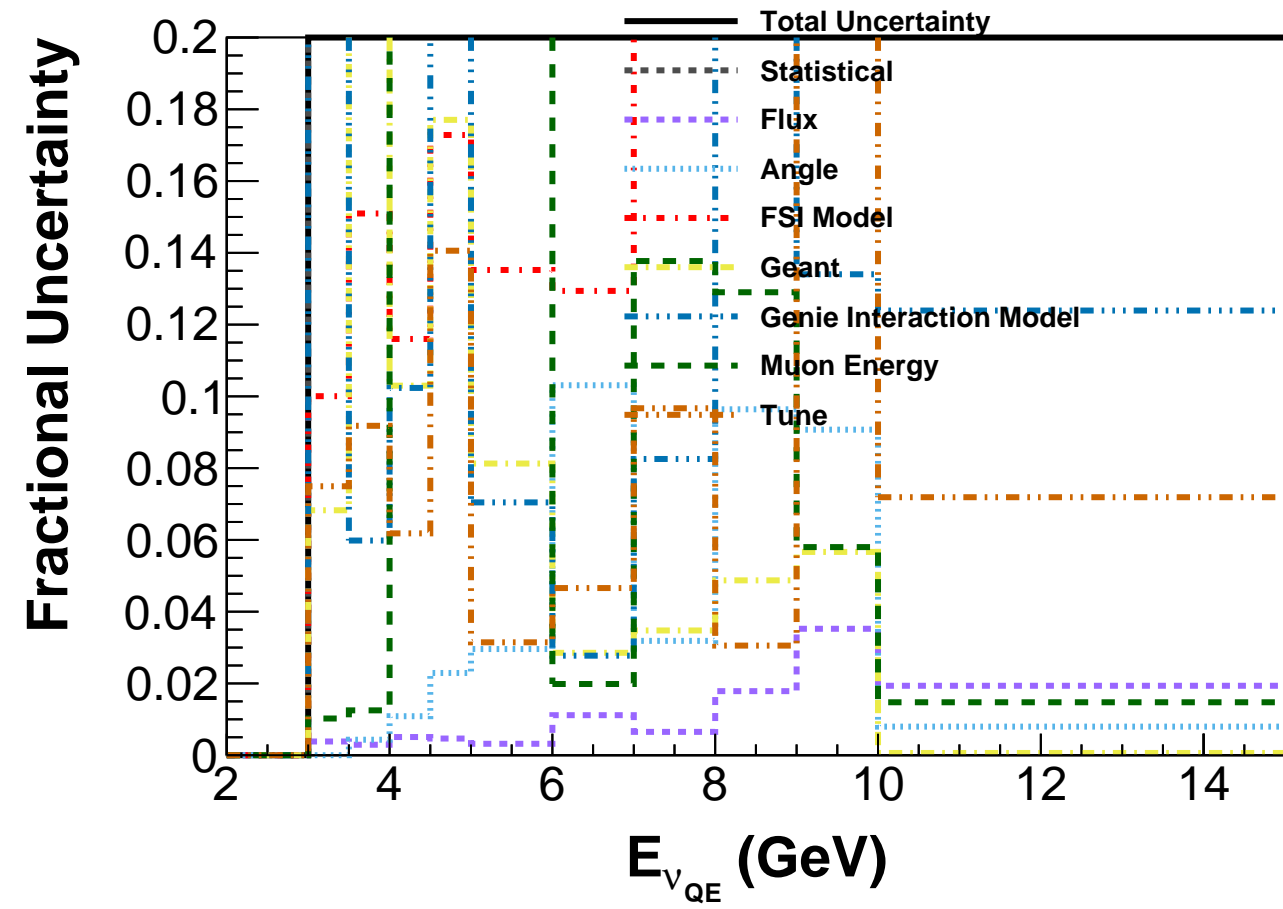 Total Uncertainty
Statistical
Flux
Angle
FSI Model
Geant
Genie Interaction Model
Muon Energy
Tune
Fractional Uncertainty
0.2
0.18
0.16
0.14
0.12
0.1
0.08
0.06
0.04
0.02
0
2 4 6 8 10 12 14
E_{ν_{QE}} (GeV)